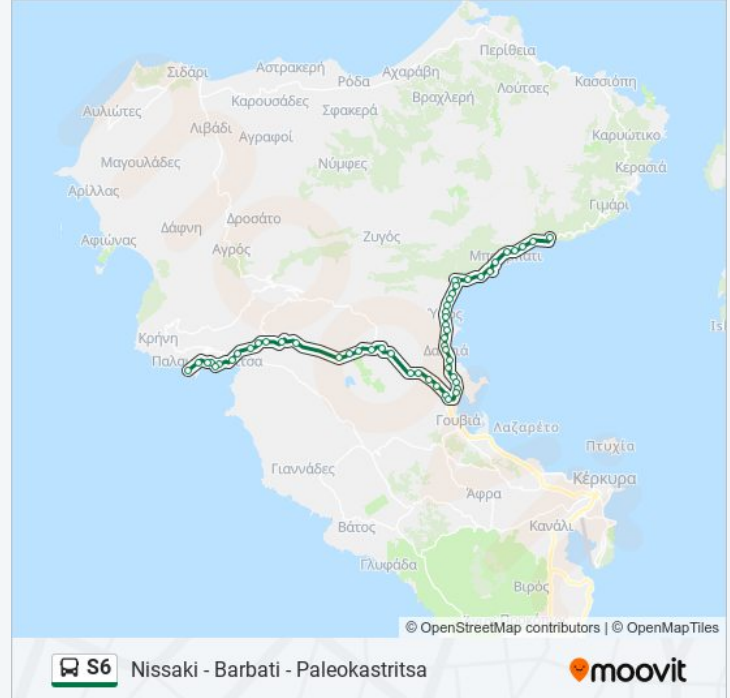 Περίθεια
Σιδάρι
Αστρακερή
Ρόδα
Αχαράβη
Κασσιόπη
Λούτσες
Βραχλερή
Καρουσάδες
Σφακερά
Αυλιώτες
Λιβάδι
Αγραφοί
Καρυώτικο
Μαγουλάδες
Νύμφες
Κερασιά
Αρίλλας
Γιμάρι
Δροσάτο
Δάφνη
Αφιώνας
Ζυγός
Αγρός
Κρήνη
Γουβιά
Λαζαρέτο
Πτυχία
Γιαννάδες
Κέρκυρα
Άφρα
Βάτος
Κανάλι
Γλυφάδα
Βιρός
© OpenStreetMap contributors | © OpenMapTiles
S6 Nissaki - Barbati - Paleokastritsa
moovit